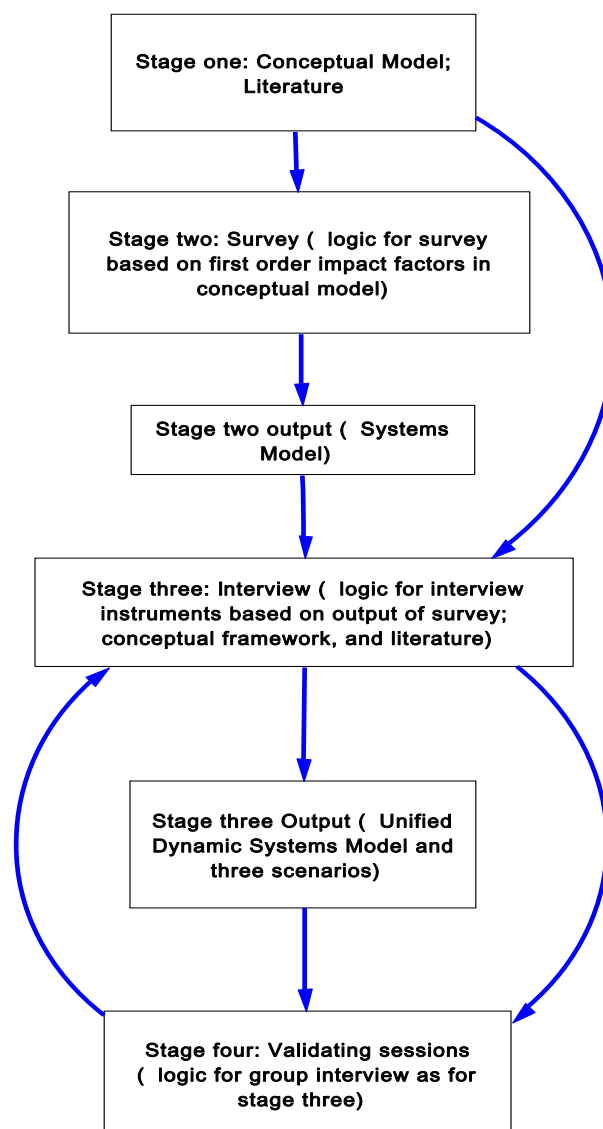 Stage one: Conceptual Model;
Literature
Stage two: Survey ( logic for survey
based on first order impact factors in
conceptual model)
Stage two output ( Systems
Model)
Stage three: Interview ( logic for interview
instruments based on output of survey;
conceptual framework, and literature)
Stage three Output ( Unified
Dynamic Systems Model and
three scenarios)
Stage four: Validating sessions
( logic for group interview as for
stage three)